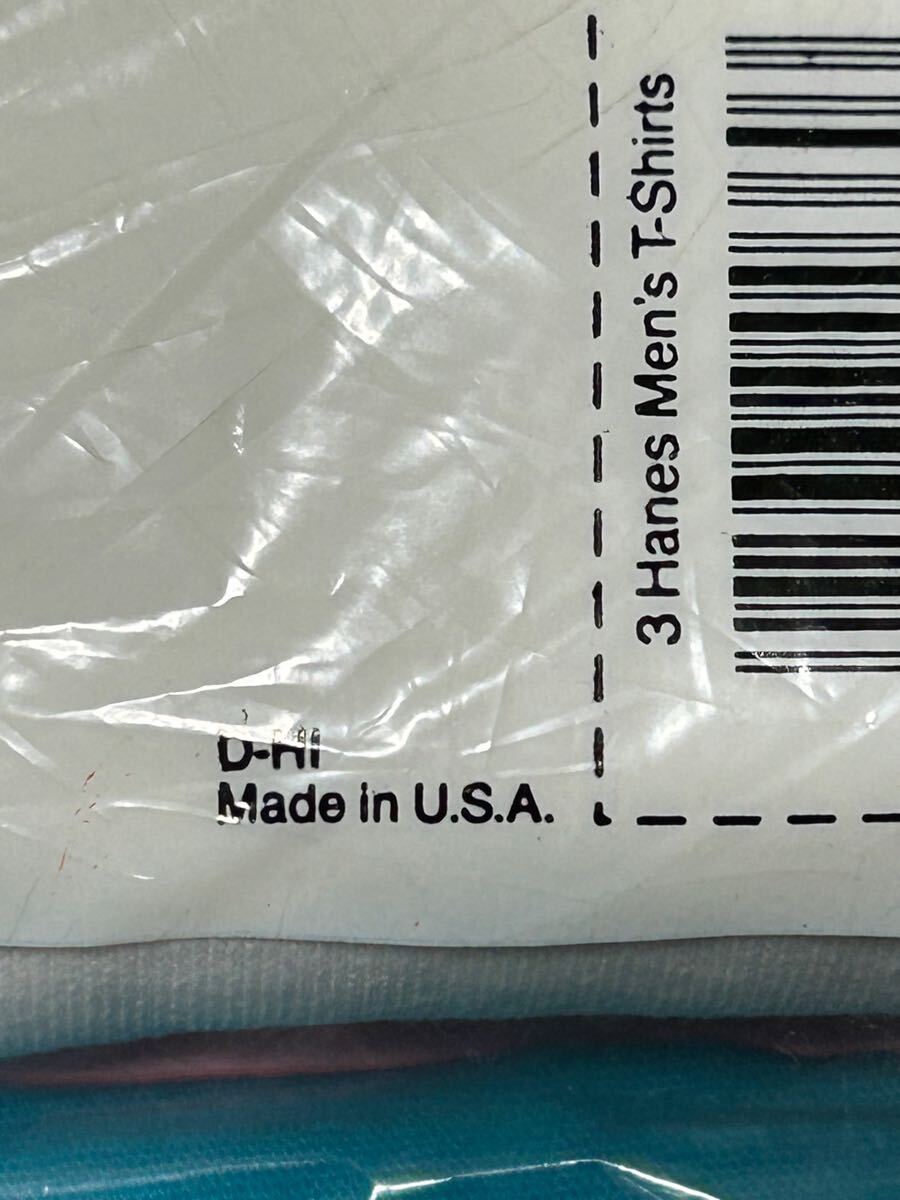 3 Hanes Men's T-Shirts
D-HI
Made in U.S.A.